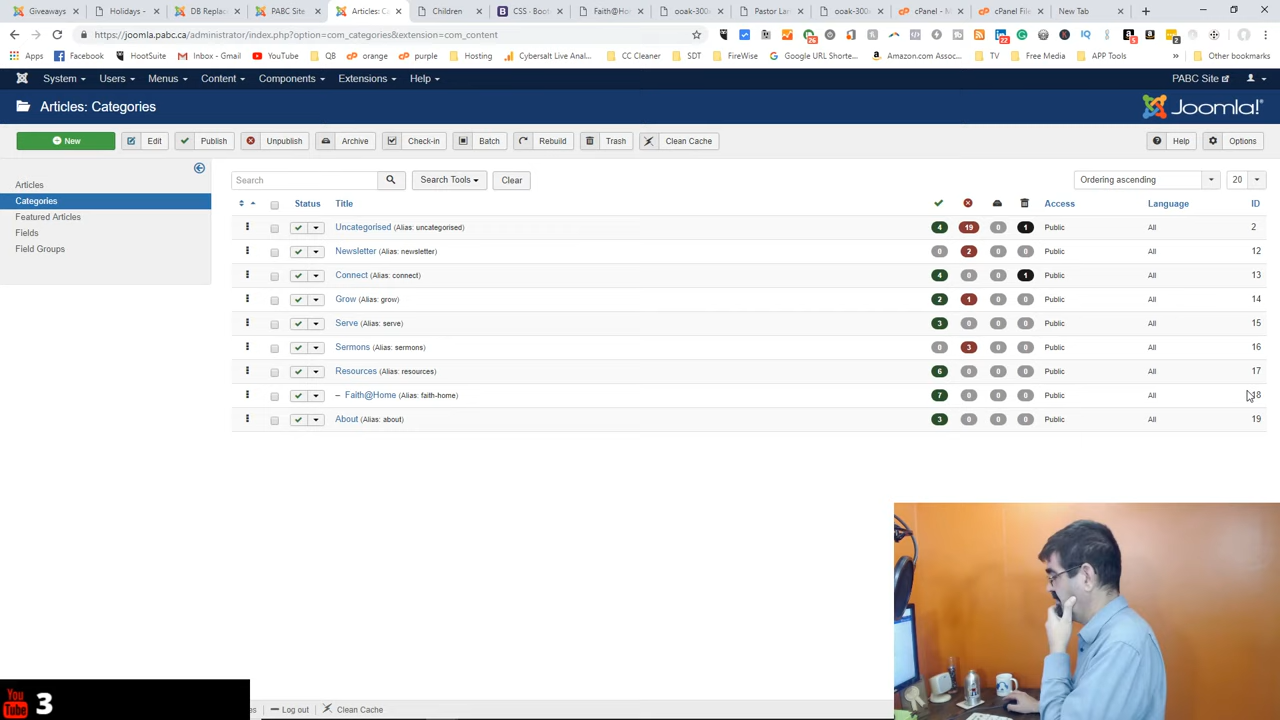 Giveaways
Holidays -
DB Repla
PABC Site
Articles: Ca
Children
CSS · Boot
Faith@Ho
ooak-300
Pastor Lan
ooak-300
cPanel - M
cPanel File
New Tab
https://joomla.pabc.ca/administrator/index.php?option=com_categories&extension=com_content
Apps
Facebook
HootSuite
Inbox - Gmail
YouTube
QB
orange
purple
Hosting
Cybersalt Live Anal...
CC Cleaner
SDT
FireWise
Google URL Shorte...
Amazon.com Assoc...
TV
Free Media
APP Tools
»
Other bookmarks
System
Users
Menus
Content
Components
Extensions
Help
PABC Site
Articles: Categories
Joomla!
New
Edit
Publish
Unpublish
Archive
Check-in
Batch
Rebuild
Trash
Clean Cache
Help
Options
Articles
Categories
Featured Articles
Fields
Field Groups
Search
Search Tools
Clear
Ordering ascending
20
Status Title Access Language ID
Uncategorised (Alias: uncategorised) 4 19 0 1 Public All 2
Newsletter (Alias: newsletter) 0 2 0 0 Public All 12
Connect (Alias: connect) 4 0 0 1 Public All 13
Grow (Alias: grow) 2 1 0 0 Public All 14
Serve (Alias: serve) 3 0 0 0 Public All 15
Sermons (Alias: sermons) 0 3 0 0 Public All 16
Resources (Alias: resources) 6 0 0 0 Public All 17
– Faith@Home (Alias: faith-home) 7 0 0 0 Public All 18
About (Alias: about) 3 0 0 0 Public All 19
You
Tube
3
Log out
Clean Cache